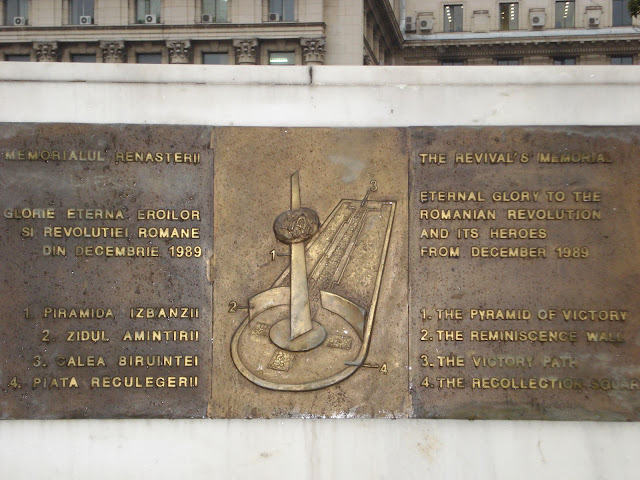 MEMORIALUL RENASTERII
GLORIE ETERNA EROILOR
SI REVOLUTIEI ROMANE
DIN DECEMBRIE 1989
1. PIRAMIDA IZBANZII
2. ZIDUL AMINTIRII
3. CALEA BIRUINTEI
4. PIATA RECULEGERII
1
2
3
4
THE REVIVAL'S MEMORIAL
ETERNAL GLORY TO THE
ROMANIAN REVOLUTION
AND ITS HEROES
FROM DECEMBER 1989
1. THE PYRAMID OF VICTORY
2. THE REMINISCENCE WALL
3. THE VICTORY PATH
4. THE RECOLLECTION SQUAR